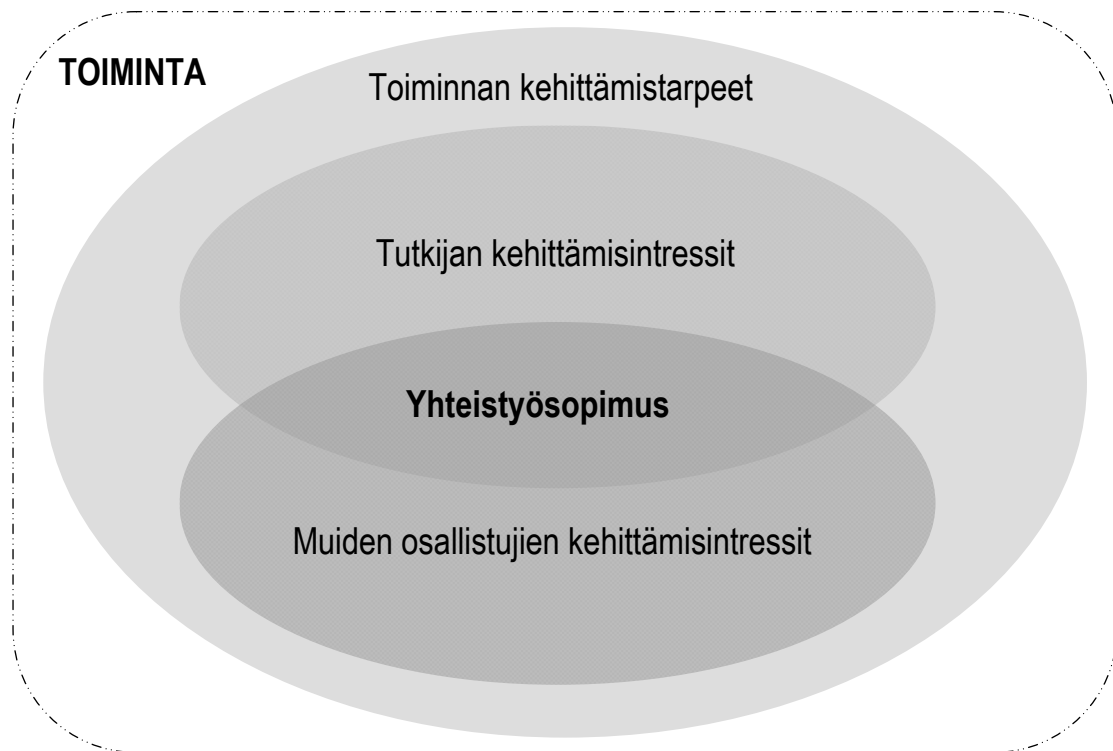 TOIMINTA
Toiminnan kehittämistarpeet
Tutkijan kehittämisintressit
Yhteistyösopimus
Muiden osallistujien kehittämisintressit